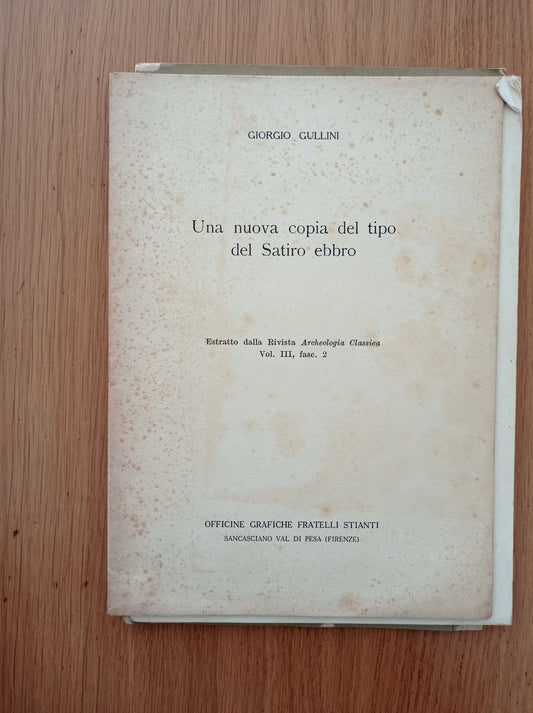 GIORGIO GULLINI
Una nuova copia del tipo
del Satiro ebbro
Estratto dalla Rivista Archeologia Classica
Vol. III, fasc. 2
OFFICINE GRAFICHE FRATELLI STIANTI
SANCASCIANO VAL DI PESA (FIRENZE)